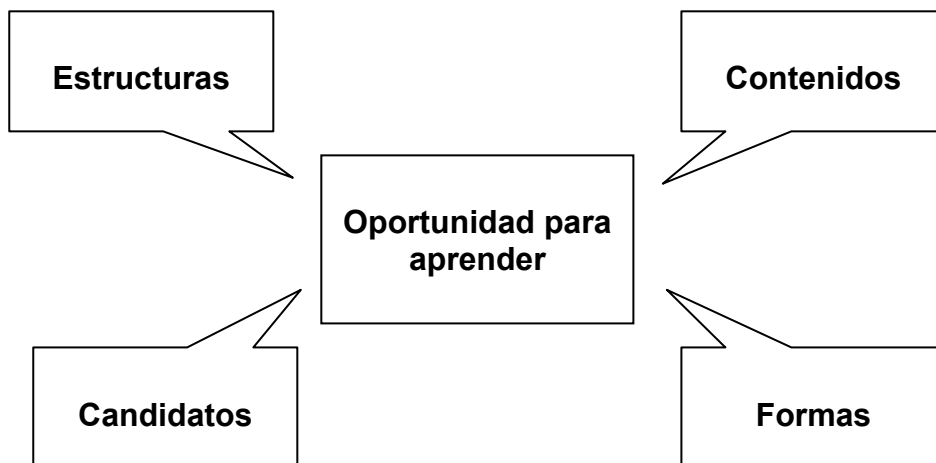 Estructuras
Contenidos
Oportunidad para
aprender
Candidatos
Formas